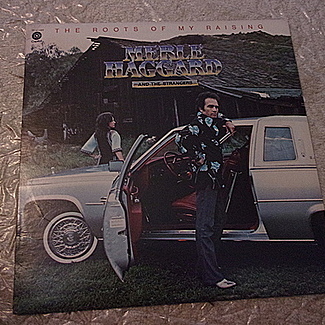 THE ROOTS OF MY RAISING
MERLE
HAGGARD
AND THE STRANGERS